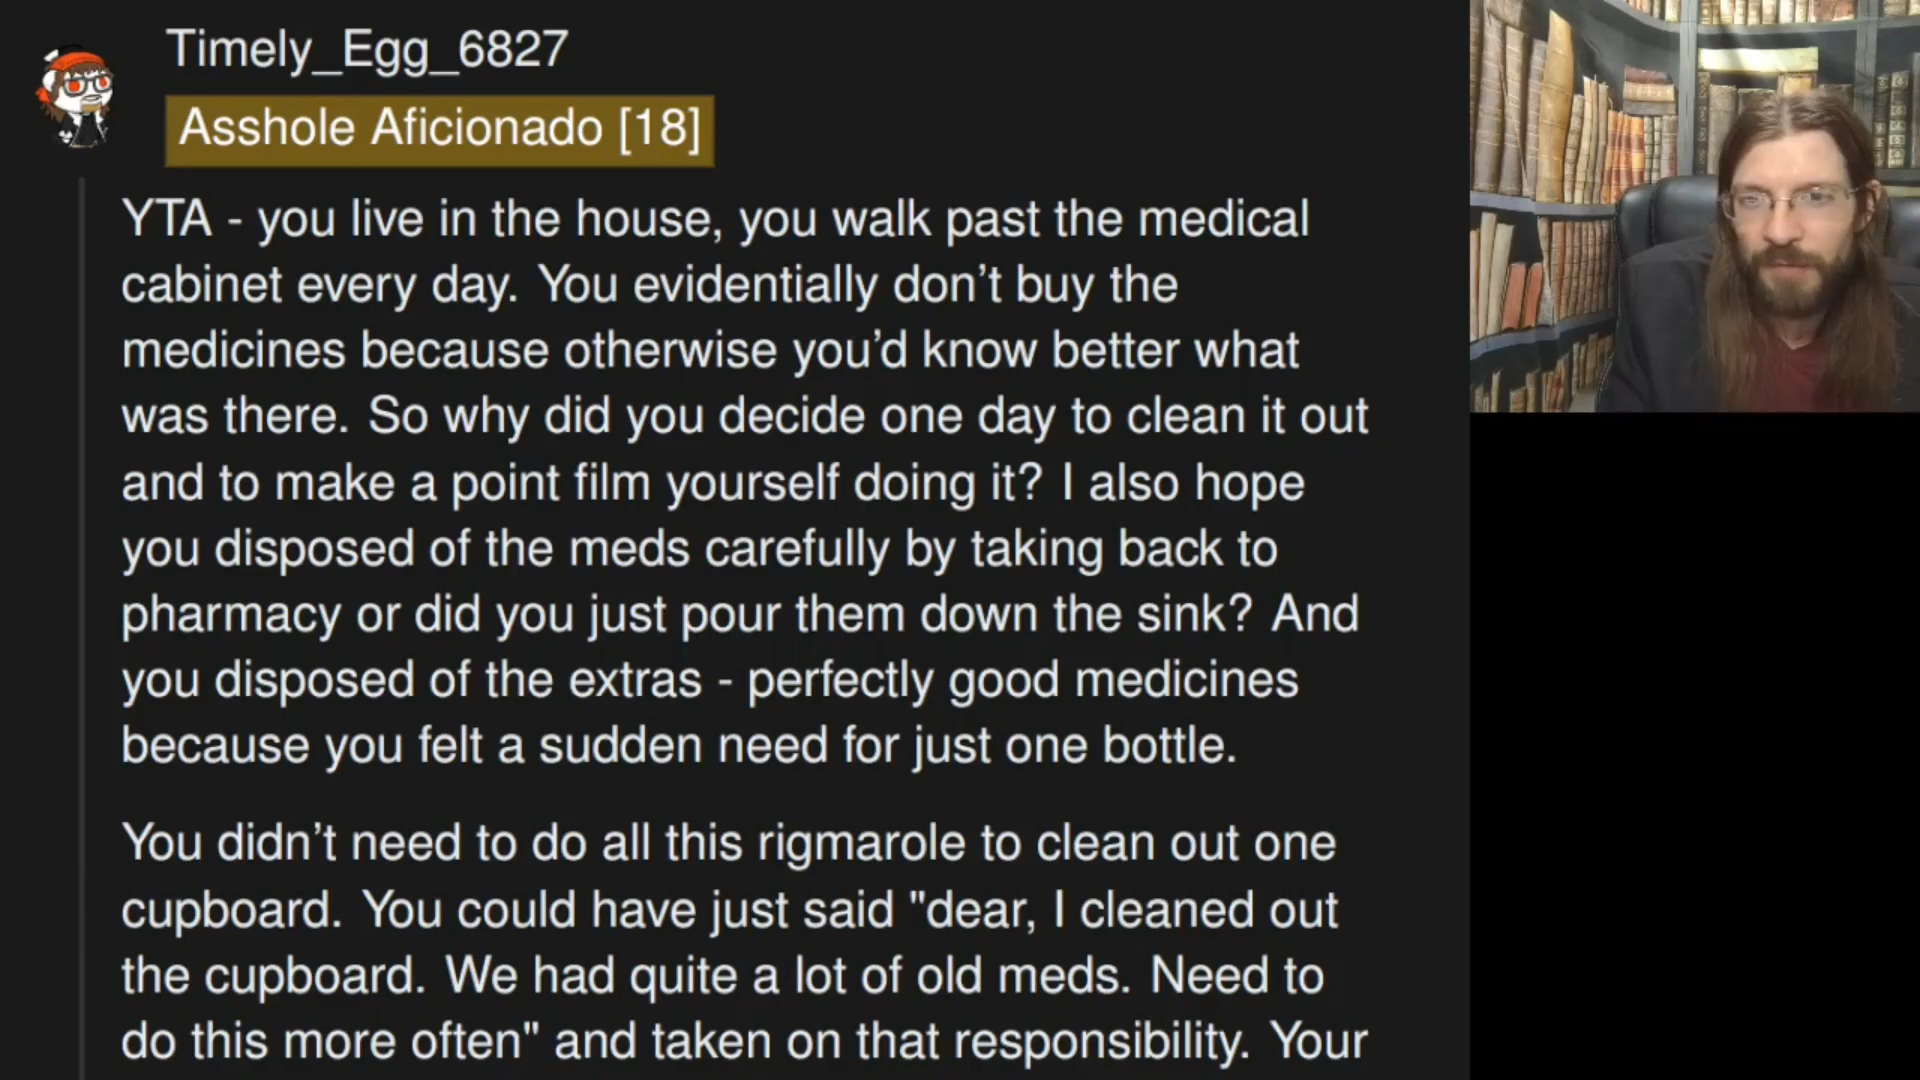 Timely_Egg_6827
Asshole Aficionado [18]
YTA - you live in the house, you walk past the medical
cabinet every day. You evidentially don’t buy the
medicines because otherwise you’d know better what
was there. So why did you decide one day to clean it out
and to make a point film yourself doing it? I also hope
you disposed of the meds carefully by taking back to
pharmacy or did you just pour them down the sink? And
you disposed of the extras - perfectly good medicines
because you felt a sudden need for just one bottle.
You didn’t need to do all this rigmarole to clean out one
cupboard. You could have just said "dear, I cleaned out
the cupboard. We had quite a lot of old meds. Need to
do this more often" and taken on that responsibility. Your